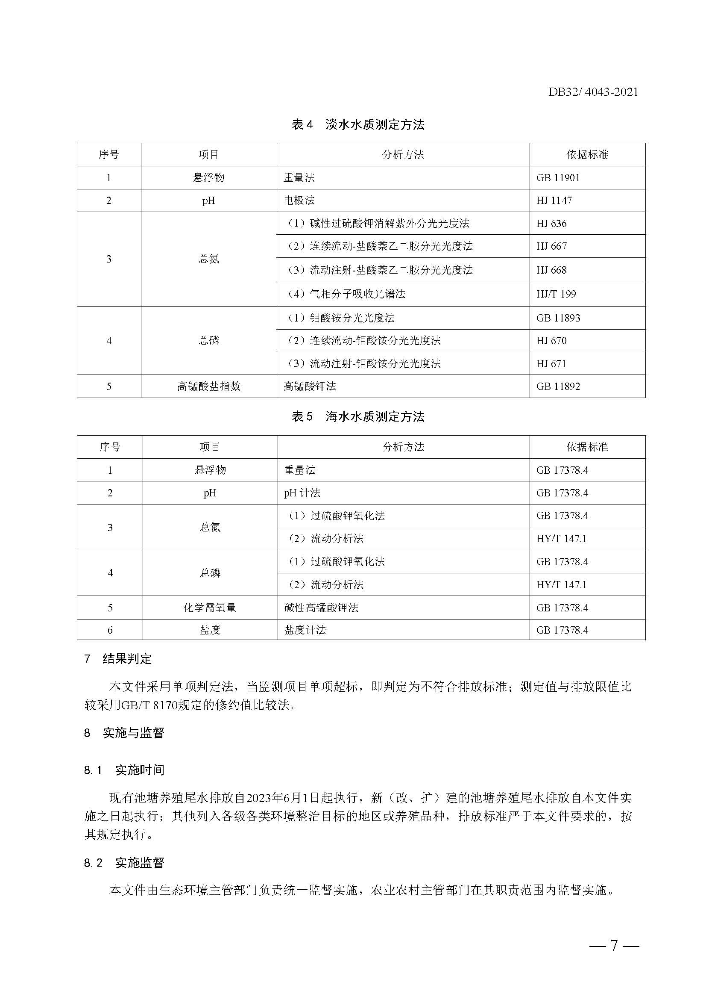 DB32/ 4043-2021
表 4 淡水水质测定方法
序号 项目 分析方法 依据标准
1 悬浮物 重量法 GB 11901
2 pH 电极法 HJ 1147
3 总氮 （1）碱性过硫酸钾消解紫外分光光度法 HJ 636
（2）连续流动-盐酸萘乙二胺分光光度法 HJ 667
（3）流动注射-盐酸萘乙二胺分光光度法 HJ 668
（4）气相分子吸收光谱法 HJ/T 199
4 总磷 （1）钼酸铵分光光度法 GB 11893
（2）连续流动-钼酸铵分光光度法 HJ 670
（3）流动注射-钼酸铵分光光度法 HJ 671
5 高锰酸盐指数 高锰酸钾法 GB 11892
表 5 海水水质测定方法
序号 项目 分析方法 依据标准
1 悬浮物 重量法 GB 17378.4
2 pH pH 计法 GB 17378.4
3 总氮 （1）过硫酸钾氧化法 GB 17378.4
（2）流动分析法 HY/T 147.1
4 总磷 （1）过硫酸钾氧化法 GB 17378.4
（2）流动分析法 HY/T 147.1
5 化学需氧量 碱性高锰酸钾法 GB 17378.4
6 盐度 盐度计法 GB 17378.4
7 结果判定
本文件采用单项判定法，当监测项目单项超标，即判定为不符合排放标准；测定值与排放限值比
较采用GB/T 8170规定的修约值比较法。
8 实施与监督
8.1 实施时间
现有池塘养殖尾水排放自2023年6月1日起执行，新（改、扩）建的池塘养殖尾水排放自本文件实
施之日起执行；其他列入各级各类环境整治目标的地区或养殖品种，排放标准严于本文件要求的，按
其规定执行。
8.2 实施监督
本文件由生态环境主管部门负责统一监督实施，农业农村主管部门在其职责范围内监督实施。
— 7 —